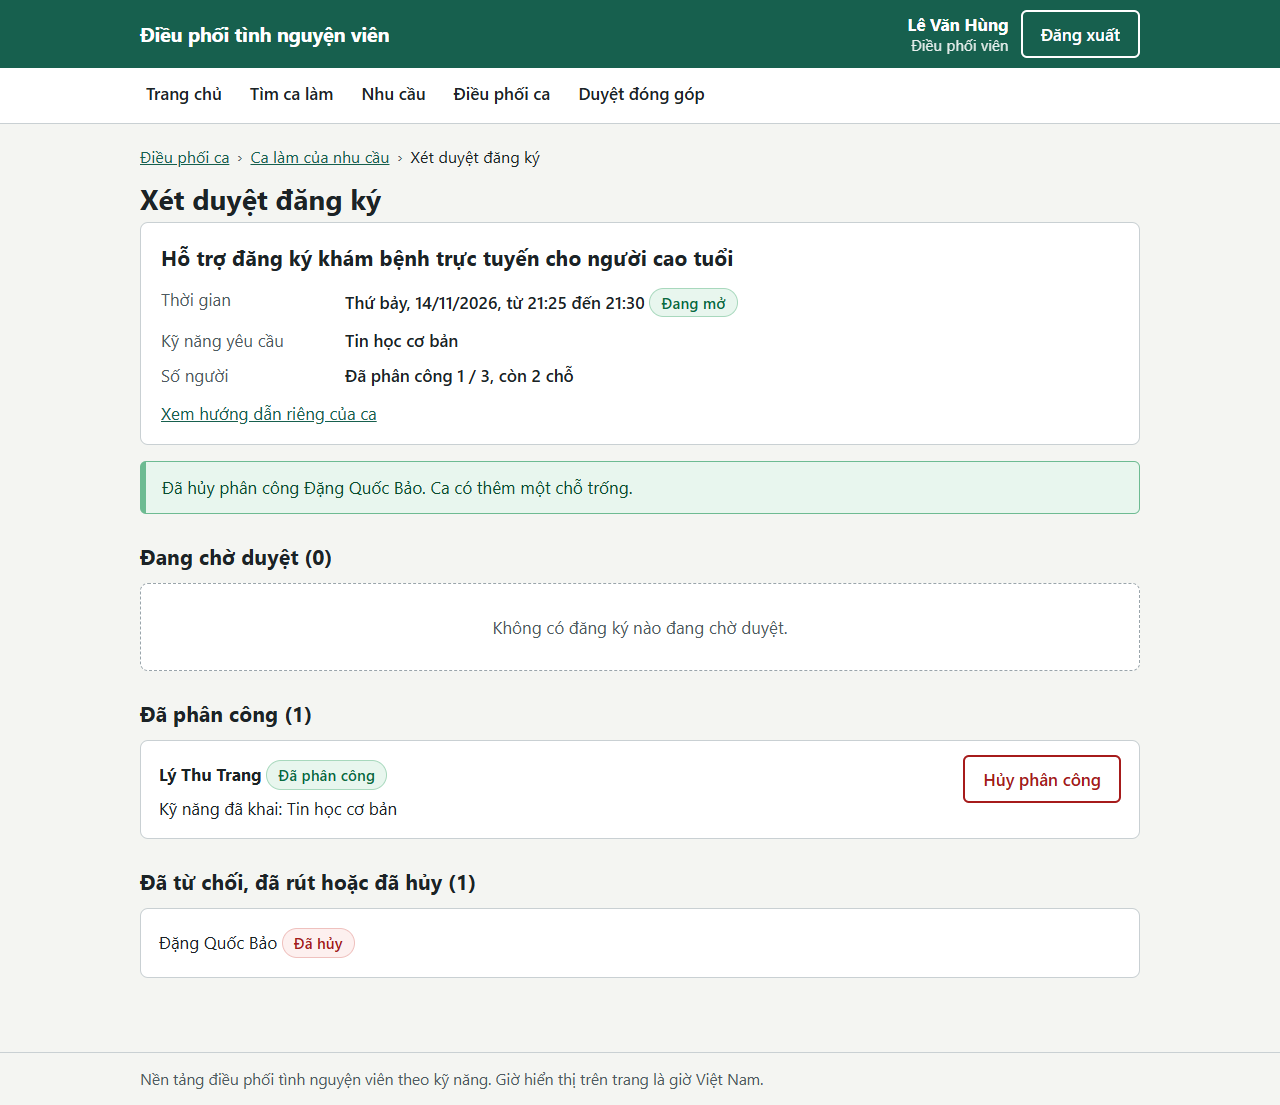 Điều phối tình nguyện viên
Lê Văn Hùng
Điều phối viên
Đăng xuất
Trang chủ
Tìm ca làm
Nhu cầu
Điều phối ca
Duyệt đóng góp
Điều phối ca › Ca làm của nhu cầu › Xét duyệt đăng ký
Xét duyệt đăng ký
Hỗ trợ đăng ký khám bệnh trực tuyến cho người cao tuổi
Thời gian
Thứ bảy, 14/11/2026, từ 21:25 đến 21:30 Đang mở
Kỹ năng yêu cầu
Tin học cơ bản
Số người
Đã phân công 1 / 3, còn 2 chỗ
Xem hướng dẫn riêng của ca
Đã hủy phân công Đặng Quốc Bảo. Ca có thêm một chỗ trống.
Đang chờ duyệt (0)
Không có đăng ký nào đang chờ duyệt.
Đã phân công (1)
Lý Thu Trang Đã phân công
Hủy phân công
Kỹ năng đã khai: Tin học cơ bản
Đã từ chối, đã rút hoặc đã hủy (1)
Đặng Quốc Bảo Đã hủy
Nền tảng điều phối tình nguyện viên theo kỹ năng. Giờ hiển thị trên trang là giờ Việt Nam.